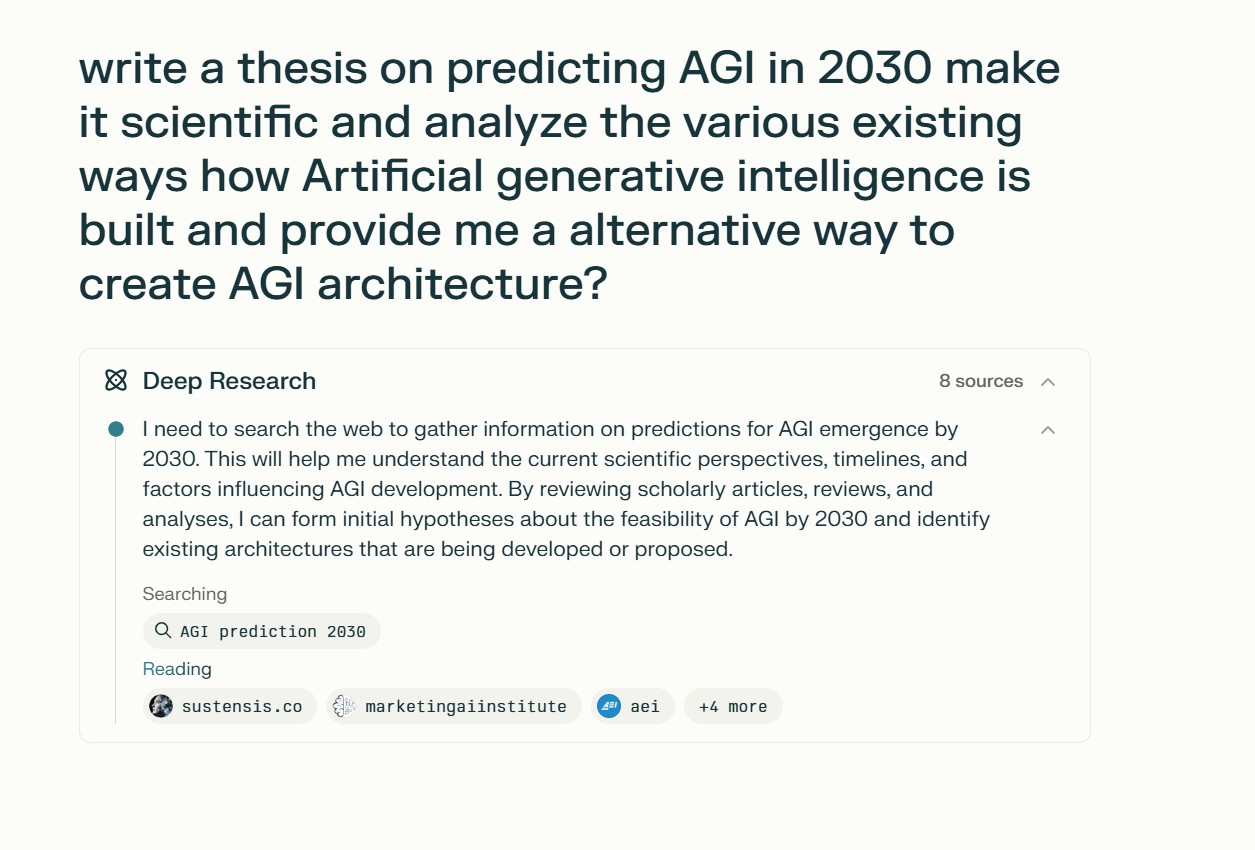 write a thesis on predicting AGI in 2030 make
it scientific and analyze the various existing
ways how Artificial generative intelligence is
built and provide me a alternative way to
create AGI architecture?
Deep Research
8 sources
I need to search the web to gather information on predictions for AGI emergence by
2030. This will help me understand the current scientific perspectives, timelines, and
factors influencing AGI development. By reviewing scholarly articles, reviews, and
analyses, I can form initial hypotheses about the feasibility of AGI by 2030 and identify
existing architectures that are being developed or proposed.
Searching
AGI prediction 2030
Reading
sustensis.co marketingaiinstitute AEI aei +4 more